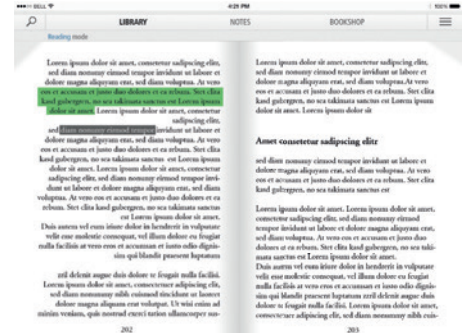 BELL
4:21 PM
100%
LIBRARY
NOTES
BOOKSHOP
Reading mode
Lorem ipsum dolor sit amet, consetetur sadipscing elitr,
sed diam nonumy eirmod tempor invidunt ut labore et
dolore magna aliquyam erat, sed diam voluptua. At vero
eos et accusam et justo duo dolores et ea rebum. Stet clita
kasd gubergren, no sea takimata sanctus est Lorem ipsum
dolor sit amet. Lorem ipsum dolor sit amet, consetetur
sadipscing elitr,
sed diam nonumy eirmod tempor invidunt ut labore et
dolore magna aliquyam erat, sed diam voluptua. At vero
eos et accusam et justo duo dolores et ea rebum. Stet clita
kasd gubergren, no sea takimata sanctus est Lorem ipsum
dolor sit amet. Lorem ipsum dolor sit amet, consetetur
sadipscing elitr, sed diam nonumy eirmod tempor invi-
dunt ut labore et dolore magna aliquyam erat, sed diam
voluptua. At vero eos et accusam et justo duo dolores et ea
rebum. Stet clita kasd gubergren, no sea takimata sanctus
est Lorem ipsum dolor sit amet.
Duis autem vel eum iriure dolor in hendrerit in vulputate
velit esse molestie consequat, vel illum dolore eu feugiat
nulla facilisis at vero eros et accumsan et iusto odio dignis-
sim qui blandit praesent luptatum
zril delenit augue duis dolore te feugait nulla facilisi.
Lorem ipsum dolor sit amet, consectetuer adipiscing elit,
sed diam nonummy nibh euismod tincidunt ut laoreet
dolore magna aliquam erat volutpat. Ut wisi enim ad
minim veniam, quis nostrud exerci tation ullamcorper sus-
202
Lorem ipsum dolor sit amet, consetetur sadipscing elitr,
sed diam nonumy eirmod tempor invidunt ut labore et
dolore magna aliquyam erat, sed diam voluptua. At vero
eos et accusam et justo duo dolores et ea rebum. Stet clita
kasd gubergren, no sea takimata sanctus est Lorem ipsum
dolor sit amet. Lorem ipsum dolor sit amet
Amet consetetur sadipscing elitr
sed diam nonumy eirmod tempor invidunt ut labore et
dolore magna aliquyam erat, sed diam voluptua. At vero
eos et accusam et justo duo dolores et ea rebum. Stet clita
kasd gubergren, no sea takimata sanctus est
Lorem ipsum dolor sit amet. Lorem ipsum dolor sit amet,
consetetur sadipscing elitr, sed diam nonumy eirmod
tempor invidunt ut labore et dolore magna aliquyam erat,
sed diam voluptua. At vero eos et accusam et justo duo
dolores et ea rebum. Stet clita kasd gubergren, no sea taki-
mata sanctus est Lorem ipsum dolor sit amet.
Duis autem vel eum iriure dolor in hendrerit in vulputate
velit esse molestie consequat, vel illum dolore eu feugiat
nulla facilisis at vero eros et accumsan et iusto odio dignis-
sim qui blandit praesent luptatum zril delenit augue duis
dolore te feugait nulla facilisi. Lorem ipsum dolor sit amet,
consectetuer adipiscing elit, sed diam nonummy nibh euis-
203